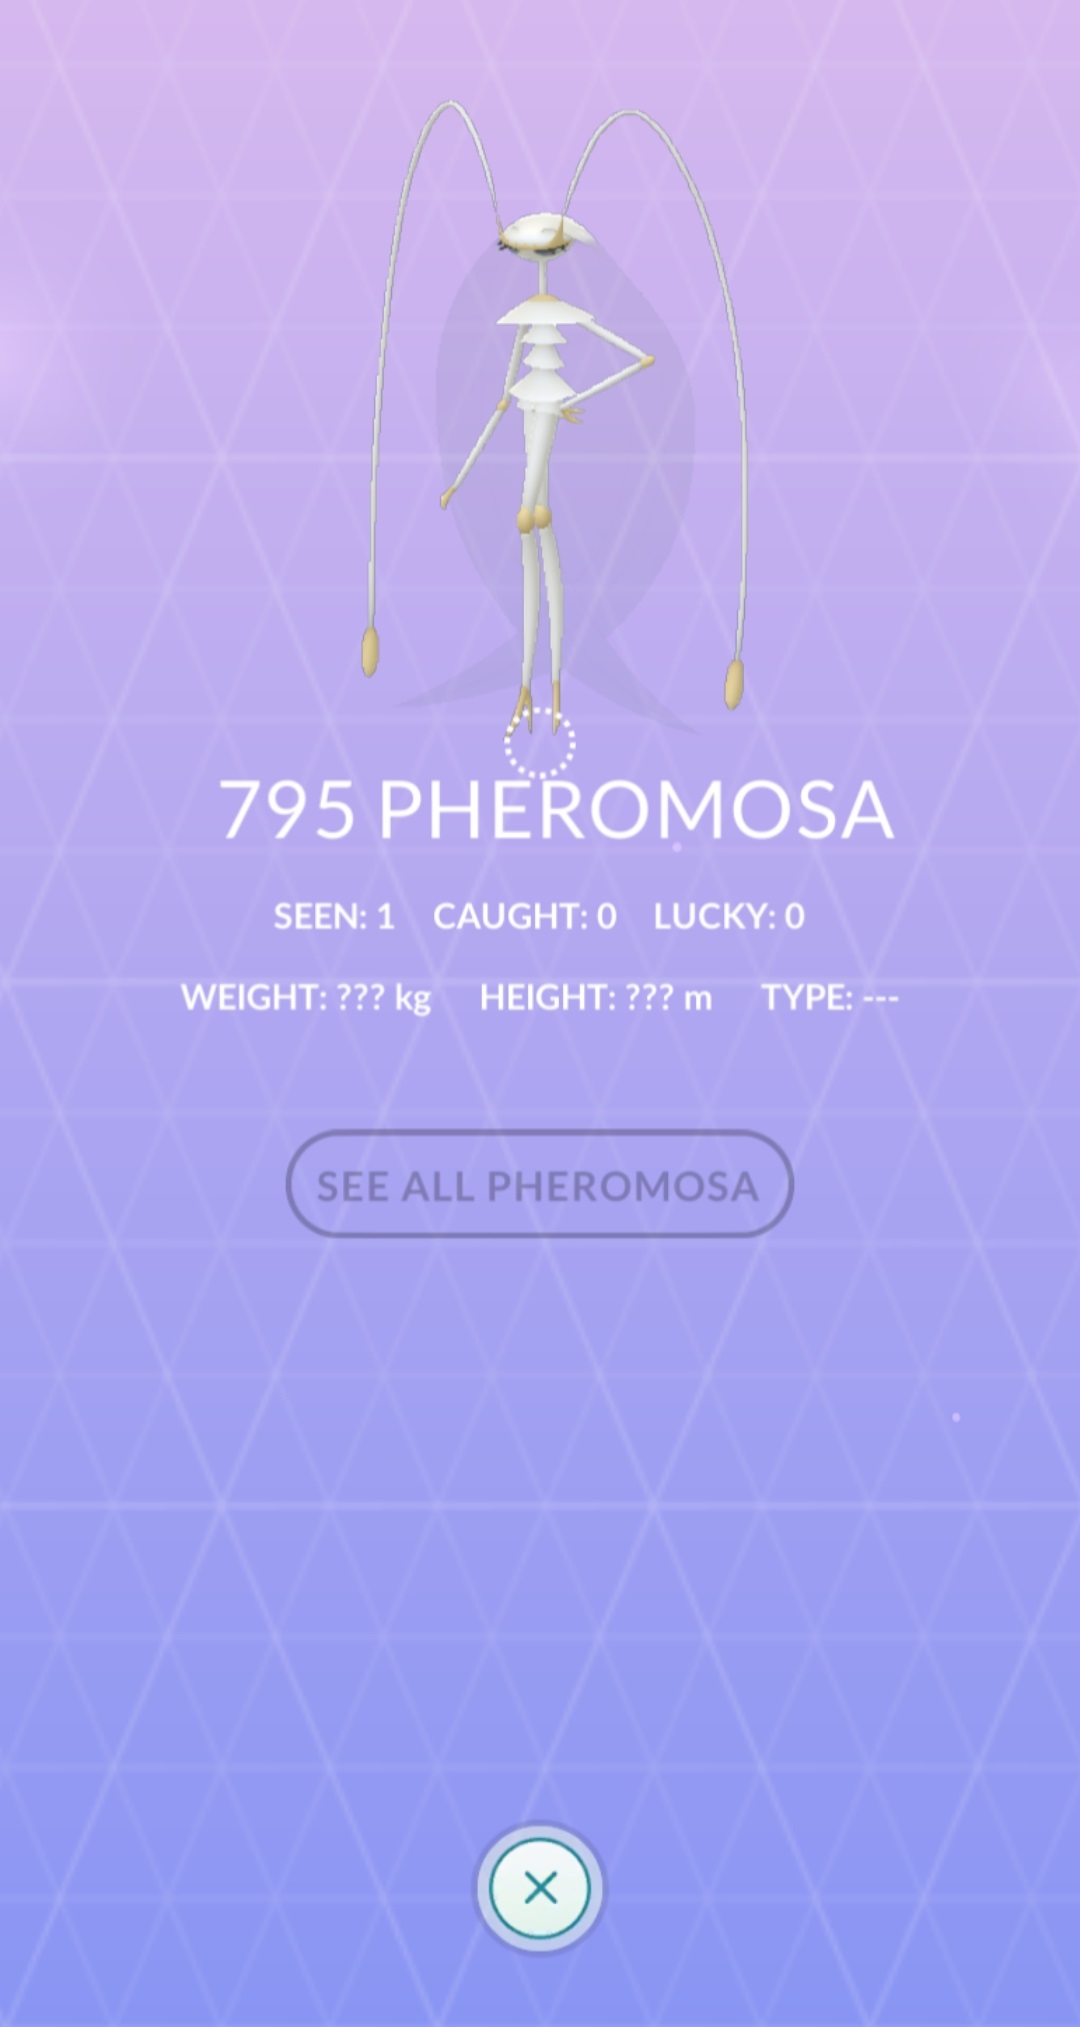 795 PHEROMOSA
SEEN: 1 CAUGHT: 0 LUCKY: 0
WEIGHT: ??? kg HEIGHT: ??? m TYPE: ---
SEE ALL PHEROMOSA